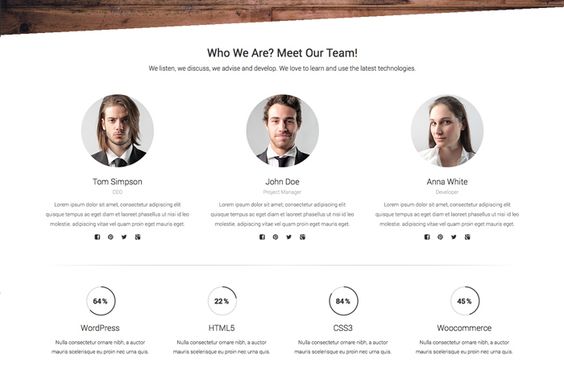 Who We Are? Meet Our Team!
We listen, we discuss, we advise and develop. We love to learn and use the latest technologies.
Tom Simpson
CEO
Lorem ipsum dolor sit amet, consectetur adipiscing elit
quisque tempus ac eget diam et laoreet phasellus ut nisi id leo
molestie, adipiscing vitae a vel quam proin eget mauris eget.
John Doe
Project Manager
Lorem ipsum dolor sit amet, consectetur adipiscing elit
quisque tempus ac eget diam et laoreet phasellus ut nisi id leo
molestie, adipiscing vitae a vel quam proin eget mauris eget.
Anna White
Developer
Lorem ipsum dolor sit amet, consectetur adipiscing elit
quisque tempus ac eget diam et laoreet phasellus ut nisi id leo
molestie, adipiscing vitae a vel quam proin eget mauris eget.
64%
22%
84%
45%
WordPress
HTML5
CSS3
Woocommerce
Nulla consectetur ornare nibh, a auctor
mauris scelerisque eu proin nec urna quis.
Nulla consectetur ornare nibh, a auctor
mauris scelerisque eu proin nec urna quis.
Nulla consectetur ornare nibh, a auctor
mauris scelerisque eu proin nec urna quis.
Nulla consectetur ornare nibh, a auctor
mauris scelerisque eu proin nec urna quis.